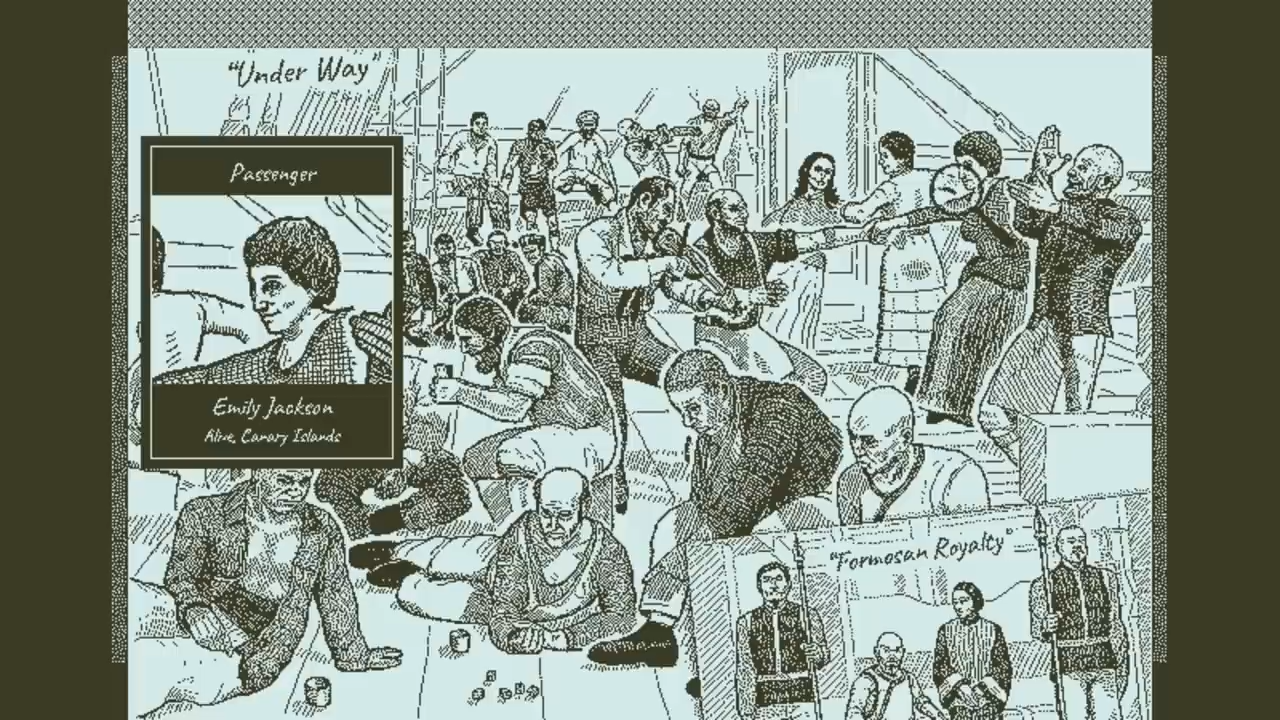 "Under Way"
Passenger
Emily Jackson
Alive, Canary Islands
"Formosan Royalty"